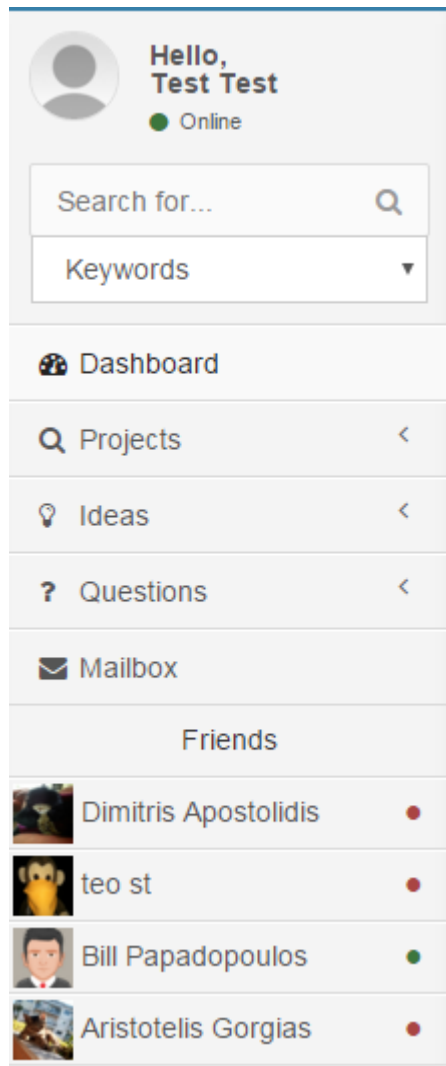 Hello,
Test Test
Online
Search for...
Keywords
Dashboard
Projects
Ideas
Questions
Mailbox
Friends
Dimitris Apostolidis
teo st
Bill Papadopoulos
Aristotelis Gorgias